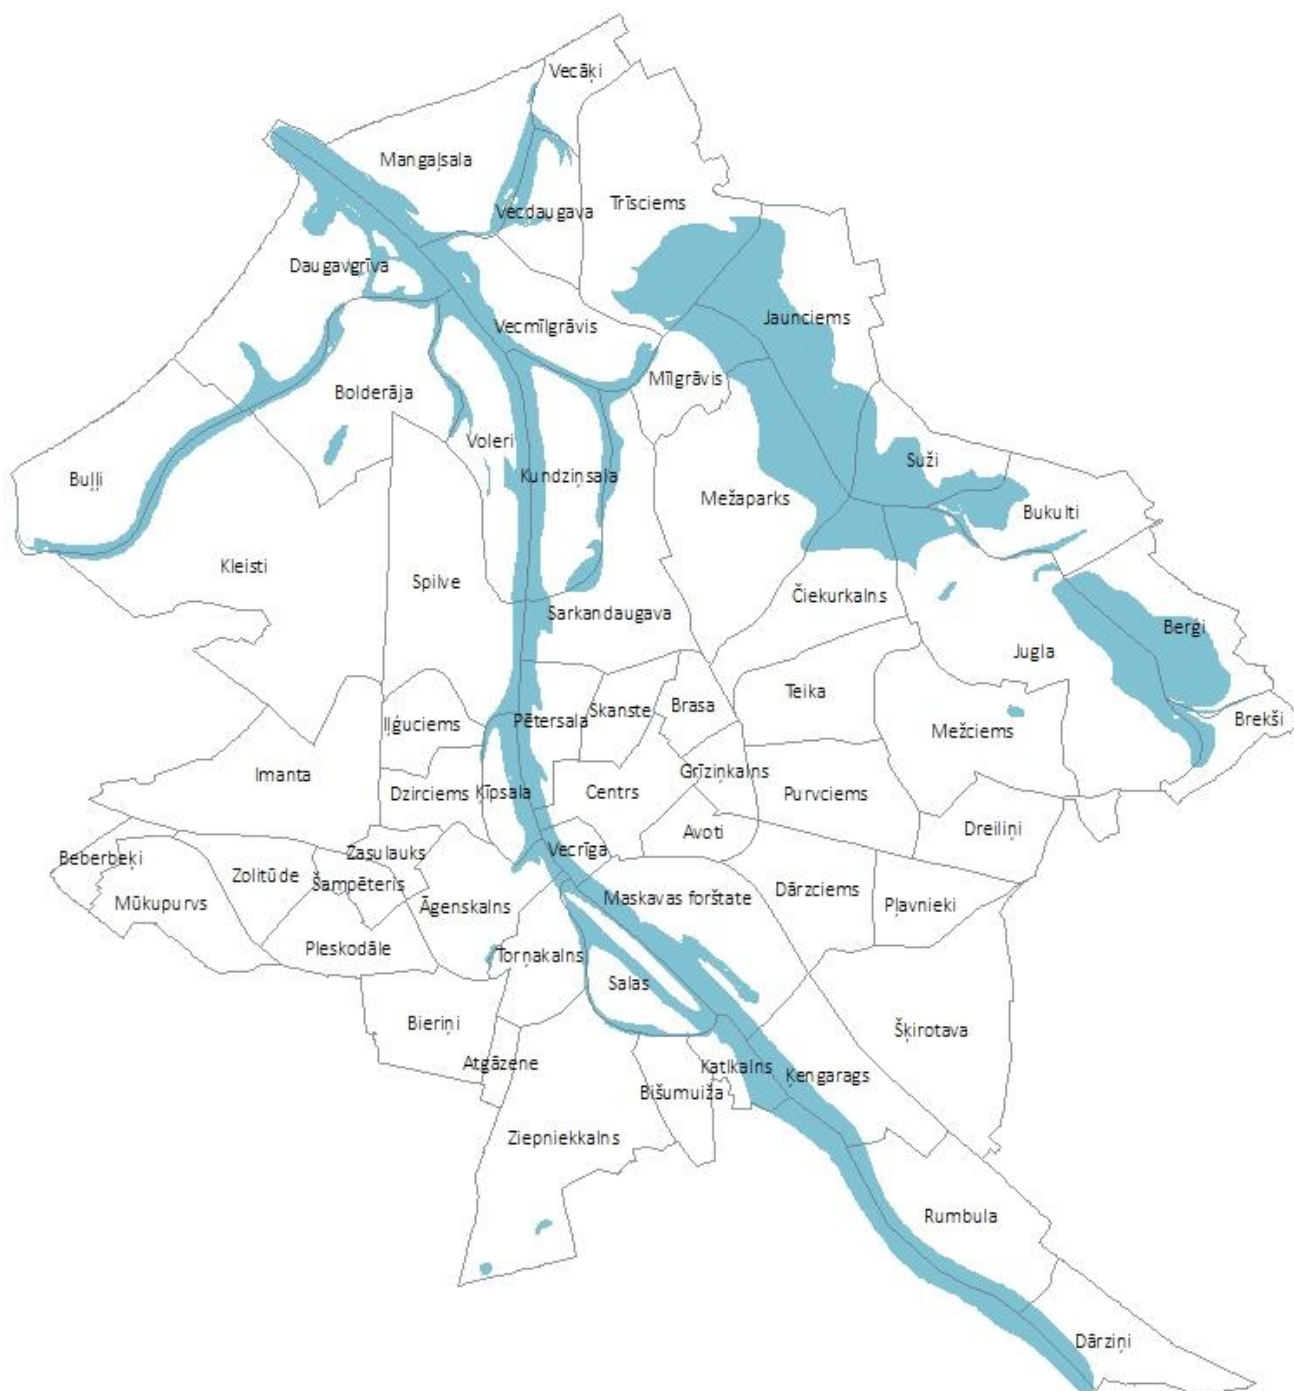 Vecāķi
Mangaļsala
Trīsciems
Vecdaugava
Daugavgrīva
Jaunciems
Vecmīlgrāvis
Mīlgrāvis
Bolderāja
Voleri
Suži
Kundziņsala
Buļļi
Mežaparks
Bukulti
Kleisti
Spilve
Čiekurkalns
Sarkandaugava
Berģi
Jugla
Teika
Brasa
Skanste
Pētersala
Iļģuciems
Brekši
Mežciems
Imanta
Grīziņkalns
Dzirciems
Ķīpsala
Centrs
Purvciems
Avoti
Dreiliņi
Zasulauks
Vecrīga
Beberbeķi
Zolitūde
Šampēteris
Dārzciems
Maskavas forštate
Mūkupurvs
Āgenskalns
Pļavnieki
Pleskodāle
Torņakalns
Salas
Bieriņi
Šķirotava
Atgāzene
Katlkalns
Ķengarags
Bišumuiža
Ziepniekkalns
Rumbula
Dārziņi